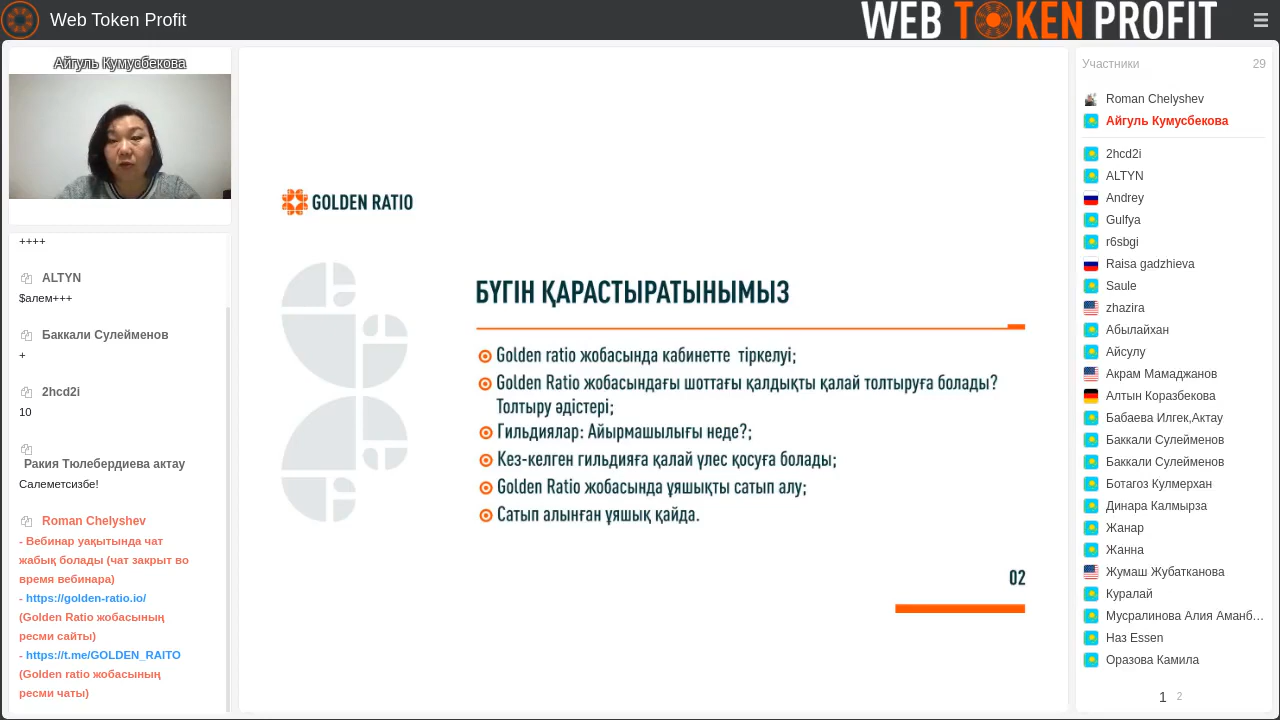 Web Token Profit
WEB TOKEN PROFIT
Айгуль Кумусбекова
++++
ALTYN
$алем+++
Баккали Сулейменов
+
2hcd2i
10
Ракия Тюлебердиева актау
Салеметсизбе!
Roman Chelyshev
- Вебинар уақытында чат
жабық болады (чат закрыт во
время вебинара)
- https://golden-ratio.io/
(Golden Ratio жобасының
ресми сайты)
- https://t.me/GOLDEN_RAITO
(Golden ratio жобасының
ресми чаты)
GOLDEN RATIO
БҮГІН ҚАРАСТЫРАТЫНЫМЫЗ
Golden ratio жобасында кабинетте тіркелуі;
Golden Ratio жобасындағы шоттағы қалдықты қалай толтыруға болады?
Толтыру әдістері;
Гильдиялар: Айырмашылығы неде?;
Кез-келген гильдияға қалай үлес қосуға болады;
Golden Ratio жобасында ұяшықты сатып алу;
Сатып алынған ұяшық қайда.
02
Участники 29
Roman Chelyshev
Айгуль Кумусбекова
2hcd2i
ALTYN
Andrey
Gulfya
r6sbgi
Raisa gadzhieva
Saule
zhazira
Абылайхан
Айсулу
Акрам Мамаджанов
Алтын Коразбекова
Бабаева Илгек,Актау
Баккали Сулейменов
Баккали Сулейменов
Ботагоз Кулмерхан
Динара Калмырза
Жанар
Жанна
Жумаш Жубатканова
Куралай
Мусралинова Алия Аманб...
Наз Essen
Оразова Камила
1 2